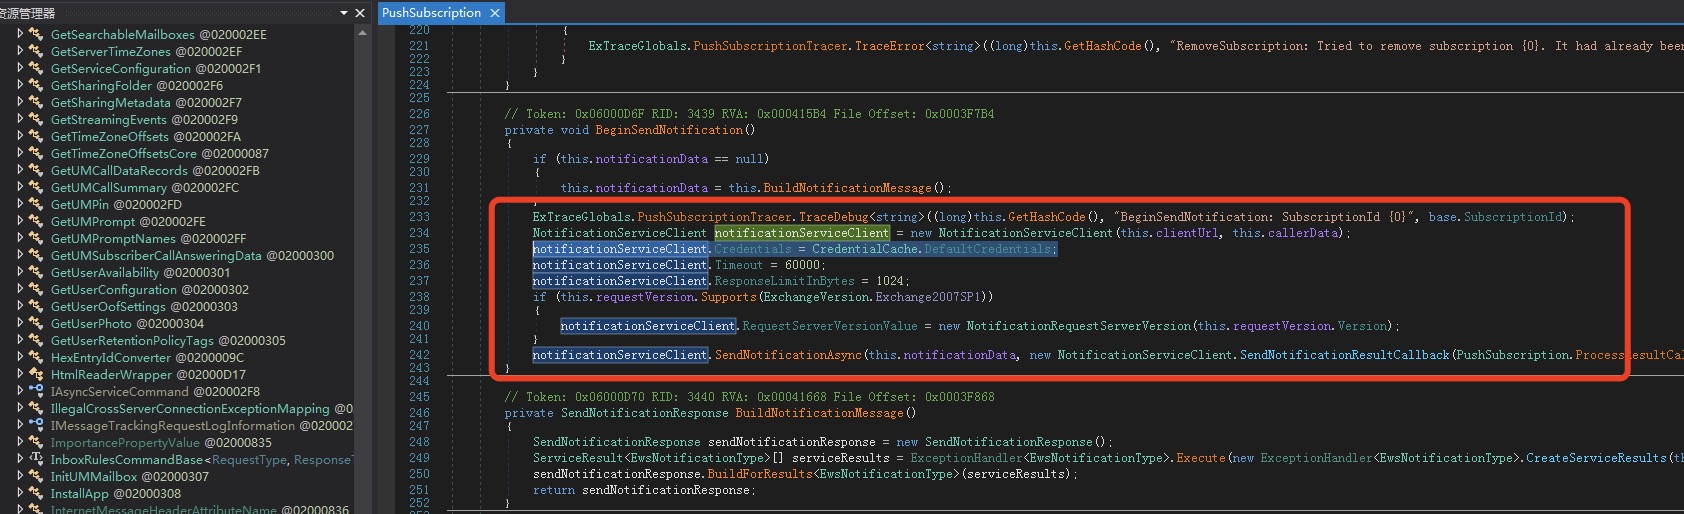 资源管理器
GetSearchableMailboxes @020002EE
GetServerTimeZones @020002EF
GetServiceConfiguration @020002F1
GetSharingFolder @020002F6
GetSharingMetadata @020002F7
GetStreamingEvents @020002F9
GetTimeZoneOffsets @020002FA
GetTimeZoneOffsetsCore @02000087
GetUMCallDataRecords @020002FB
GetUMCallSummary @020002FC
GetUMPin @020002FD
GetUMPrompt @020002FE
GetUMPromptNames @020002FF
GetUMSubscriberCallAnsweringData @02000300
GetUserAvailability @02000301
GetUserConfiguration @02000302
GetUserOofSettings @02000303
GetUserPhoto @02000304
GetUserRetentionPolicyTags @02000305
HexEntryIdConverter @0200009C
HtmlReaderWrapper @02000D17
IAsyncServiceCommand @020002F8
IllegalCrossServerConnectionExceptionMapping @0
IMessageTrackingRequestLogInformation @020002
ImportancePropertyValue @02000835
InboxRulesCommandBase<RequestType, Response
InitUMMailbox @02000307
InstallApp @02000308
InternetMessageHeaderAttributeName @02000836
PushSubscription
220 {
221 ExTraceGlobals.PushSubscriptionTracer.TraceError<string>((long)this.GetHashCode(), "RemoveSubscription: Tried to remove subscription {0}. It had already been
222 }
223 }
224 }
225
226 // Token: 0x06000D6F RID: 3439 RVA: 0x000415B4 File Offset: 0x0003F7B4
227 private void BeginSendNotification()
228 {
229 if (this.notificationData == null)
230 {
231 this.notificationData = this.BuildNotificationMessage();
232 }
233 ExTraceGlobals.PushSubscriptionTracer.TraceDebug<string>((long)this.GetHashCode(), "BeginSendNotification: SubscriptionId {0}", base.SubscriptionId);
234 NotificationServiceClient notificationServiceClient = new NotificationServiceClient(this.clientUrl, this.callerData);
235 notificationServiceClient.Credentials = CredentialCache.DefaultCredentials;
236 notificationServiceClient.Timeout = 60000;
237 notificationServiceClient.ResponseLimitInBytes = 1024;
238 if (this.requestVersion.Supports(ExchangeVersion.Exchange2007SP1))
239 {
240 notificationServiceClient.RequestServerVersionValue = new NotificationRequestServerVersion(this.requestVersion.Version);
241 }
242 notificationServiceClient.SendNotificationAsync(this.notificationData, new NotificationServiceClient.SendNotificationResultCallback(PushSubscription.ProcessResultCal
243 }
244
245 // Token: 0x06000D70 RID: 3440 RVA: 0x00041668 File Offset: 0x0003F868
246 private SendNotificationResponse BuildNotificationMessage()
247 {
248 SendNotificationResponse sendNotificationResponse = new SendNotificationResponse();
249 ServiceResult<EwsNotificationType>[] serviceResults = ExceptionHandler<EwsNotificationType>.Execute(new ExceptionHandler<EwsNotificationType>.CreateServiceResults(th
250 sendNotificationResponse.BuildForResults<EwsNotificationType>(serviceResults);
251 return sendNotificationResponse;
252 }